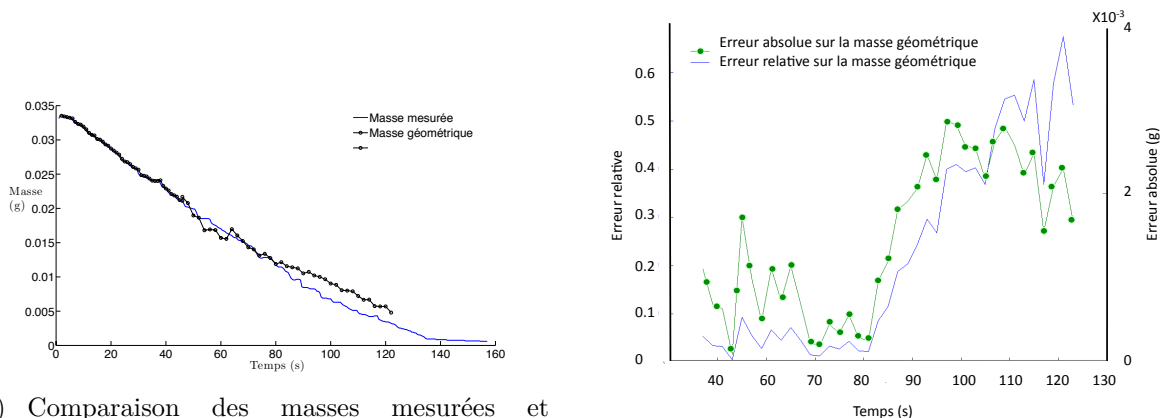 0.035
0.03
0.025
Masse
(g)
0.02
0.015
0.01
0.005
0
0 20 40 60 80 100 120 140 160
Temps (s)
Masse mesurée
Masse géométrique
) Comparaison des masses mesurées et
X10-3
4
Erreur absolue sur la masse géométrique
Erreur relative sur la masse géométrique
0.6
0.5
0.4
0.3
0.2
0.1
0
Erreur relative
2
0
Erreur absolue (g)
40 60 70 80 90 100 110 120 130
Temps (s)